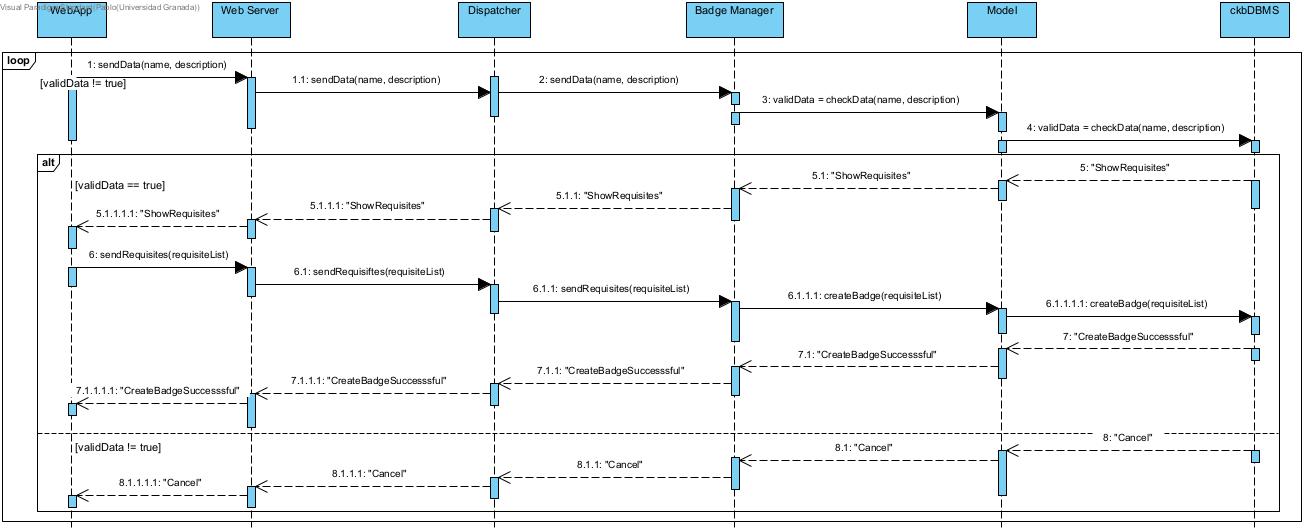 WebApp
Web Server
Dispatcher
Badge Manager
Model
ckbDBMS
loop
1: sendData(name, description)
[validData != true]
1.1: sendData(name, description)
2: sendData(name, description)
3: validData = checkData(name, description)
4: validData = checkData(name, description)
alt
[validData == true]
5: "ShowRequisites"
5.1: "ShowRequisites"
5.1.1: "ShowRequisites"
5.1.1.1: "ShowRequisites"
5.1.1.1.1: "ShowRequisites"
6: sendRequisites(requisiteList)
6.1: sendRequisiftes(requisiteList)
6.1.1: sendRequisites(requisiteList)
6.1.1.1: createBadge(requisiteList)
6.1.1.1.1: createBadge(requisiteList)
7: "CreateBadgeSuccesssful"
7.1: "CreateBadgeSuccesssful"
7.1.1: "CreateBadgeSuccesssful"
7.1.1.1: "CreateBadgeSuccesssful"
7.1.1.1.1: "CreateBadgeSuccesssful"
[validData != true]
8: "Cancel"
8.1: "Cancel"
8.1.1: "Cancel"
8.1.1.1: "Cancel"
8.1.1.1.1: "Cancel"
Visual Para
Pablo(Universidad Granada))